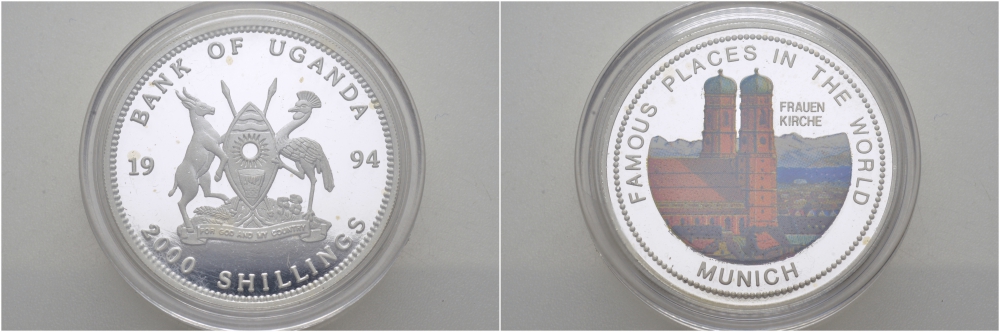 BANK OF UGANDA
19 94
FOR GOD AND MY COUNTRY
2000 SHILLINGS
FAMOUS PLACES IN THE WORLD
FRAUEN
KIRCHE
MUNICH